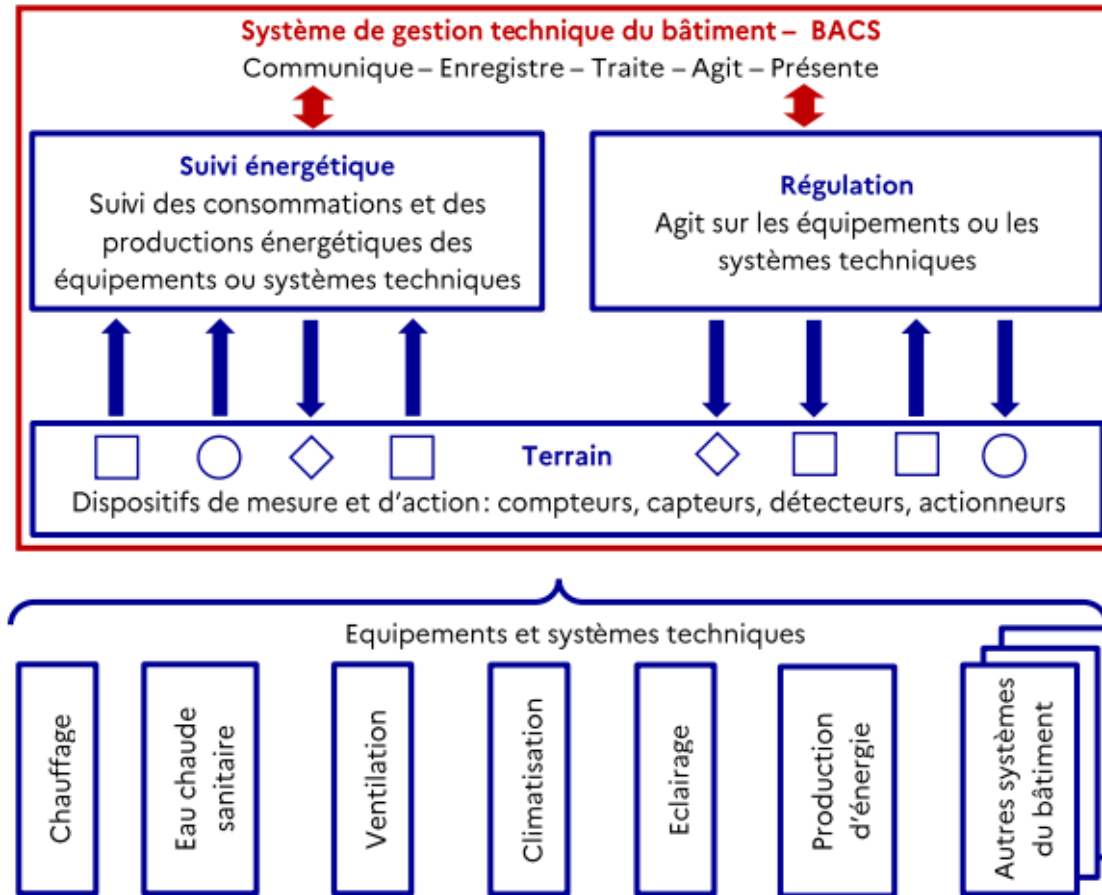 Système de gestion technique du bâtiment – BACS
Communique – Enregistre – Traite – Agit – Présente
Suivi énergétique
Suivi des consommations et des
productions énergétiques des
équipements ou systèmes techniques
Régulation
Agit sur les équipements ou les
systèmes techniques
Terrain
Dispositifs de mesure et d'action : compteurs, capteurs, détecteurs, actionneurs
Equipements et systèmes techniques
Chauffage
Eau chaude
sanitaire
Ventilation
Climatisation
Eclairage
Production
d'énergie
Autres systèmes
du bâtiment